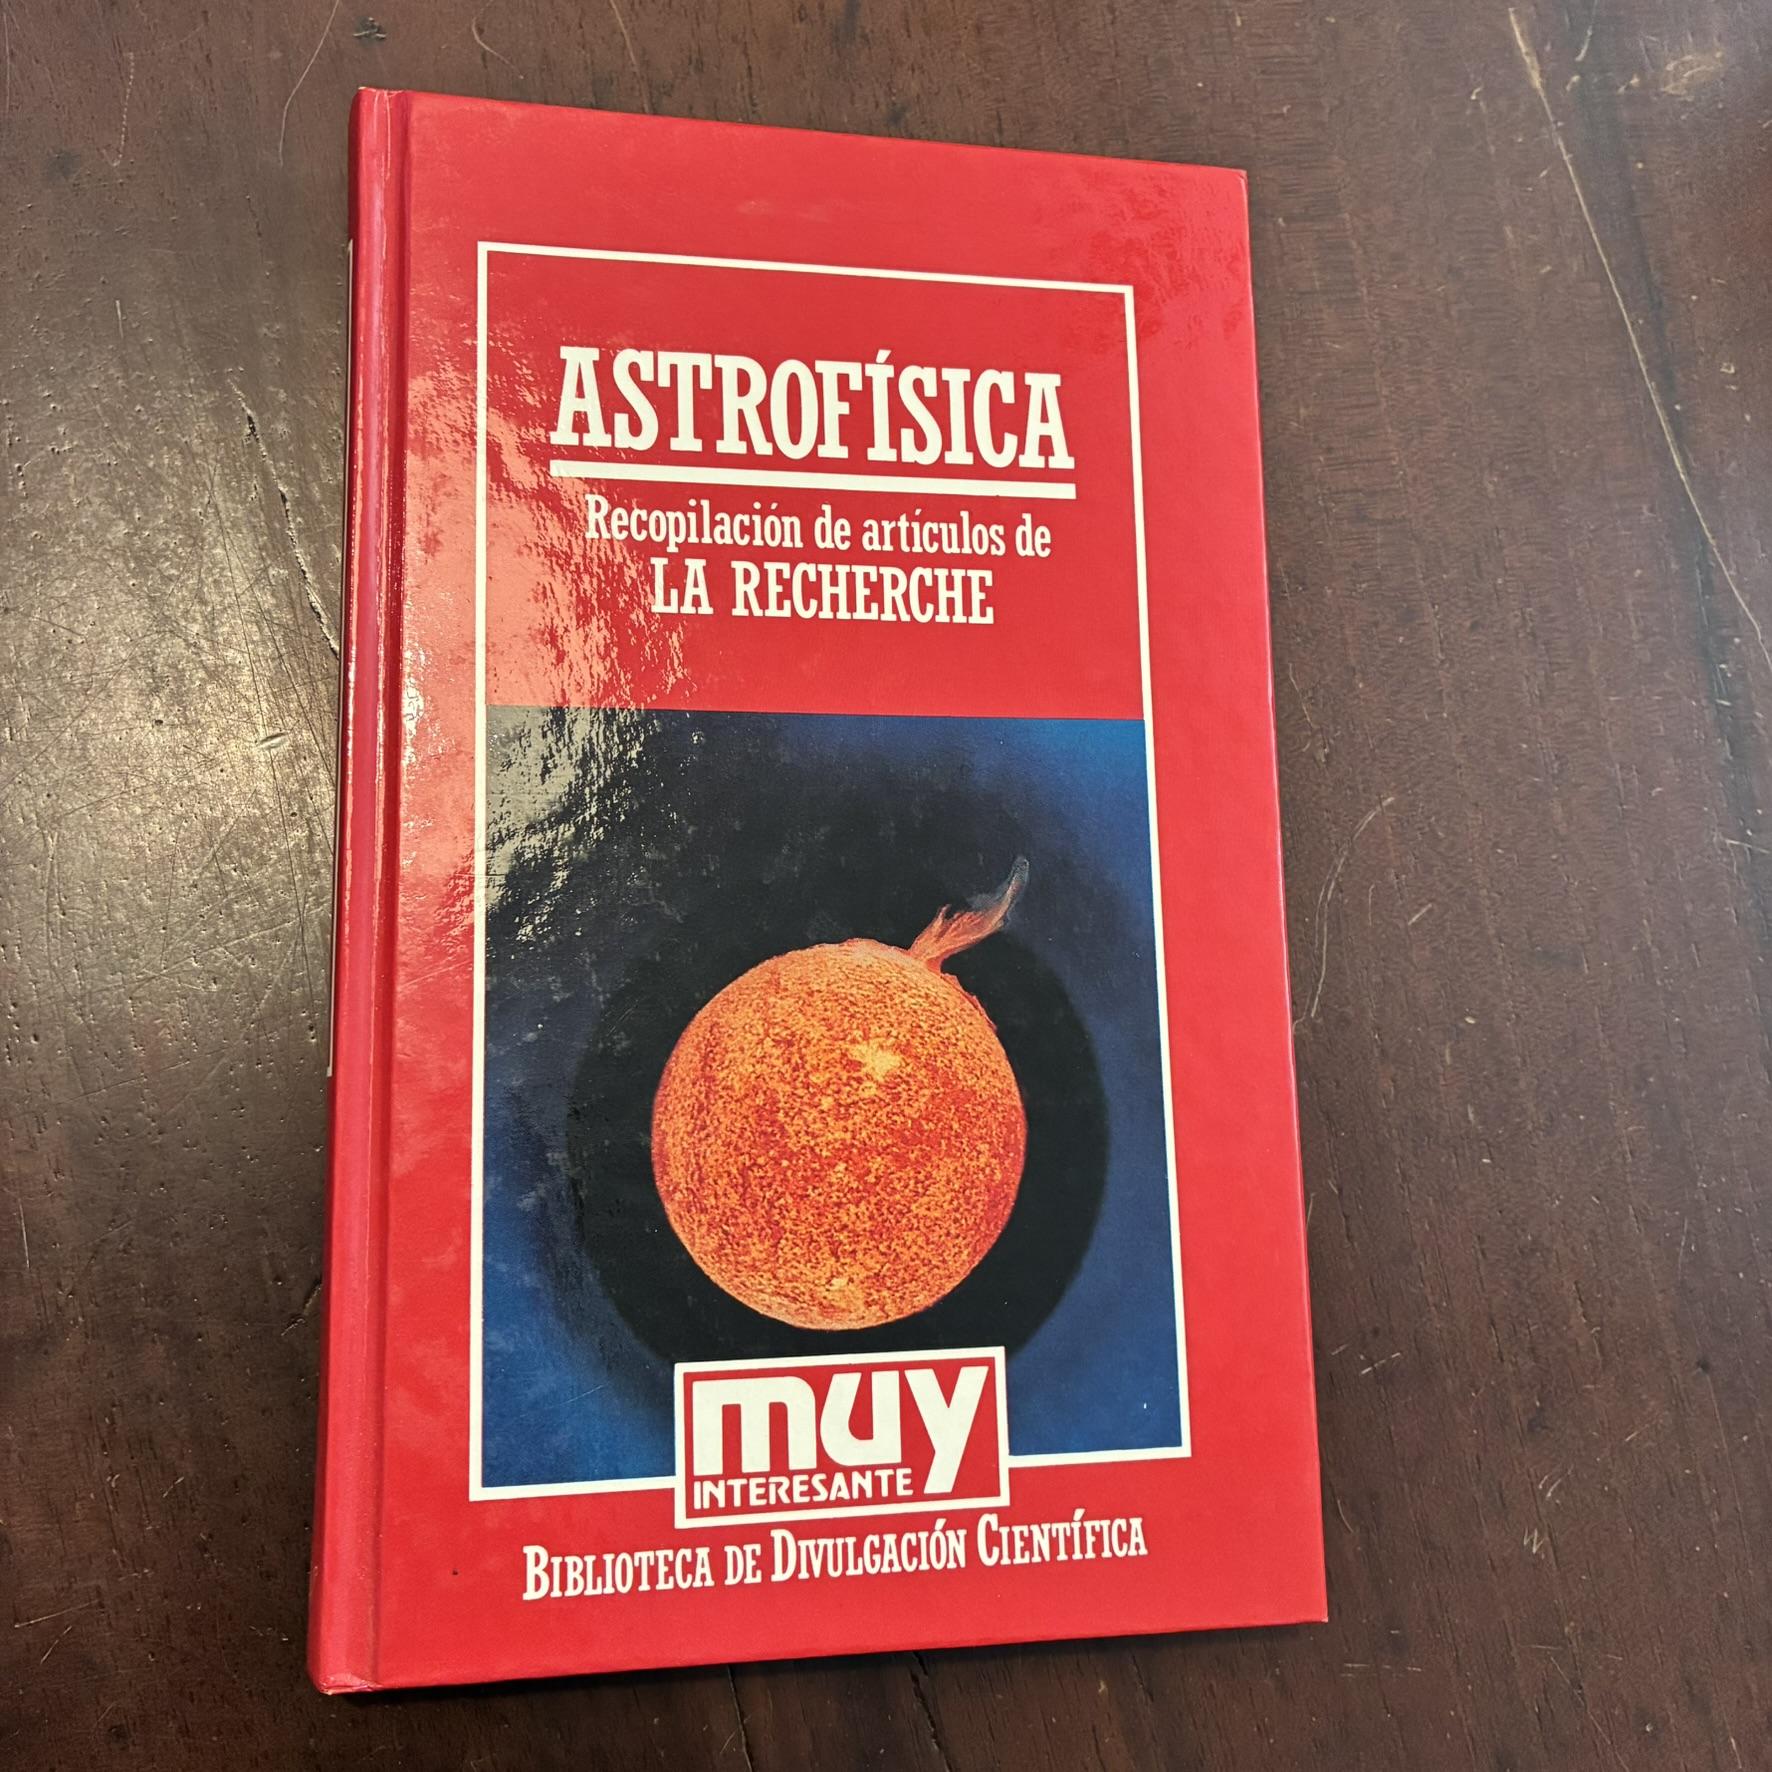 ASTROFÍSICA
Recopilación de artículos de
LA RECHERCHE
muy
INTERESANTE
BIBLIOTECA DE DIVULGACIÓN CIENTÍFICA